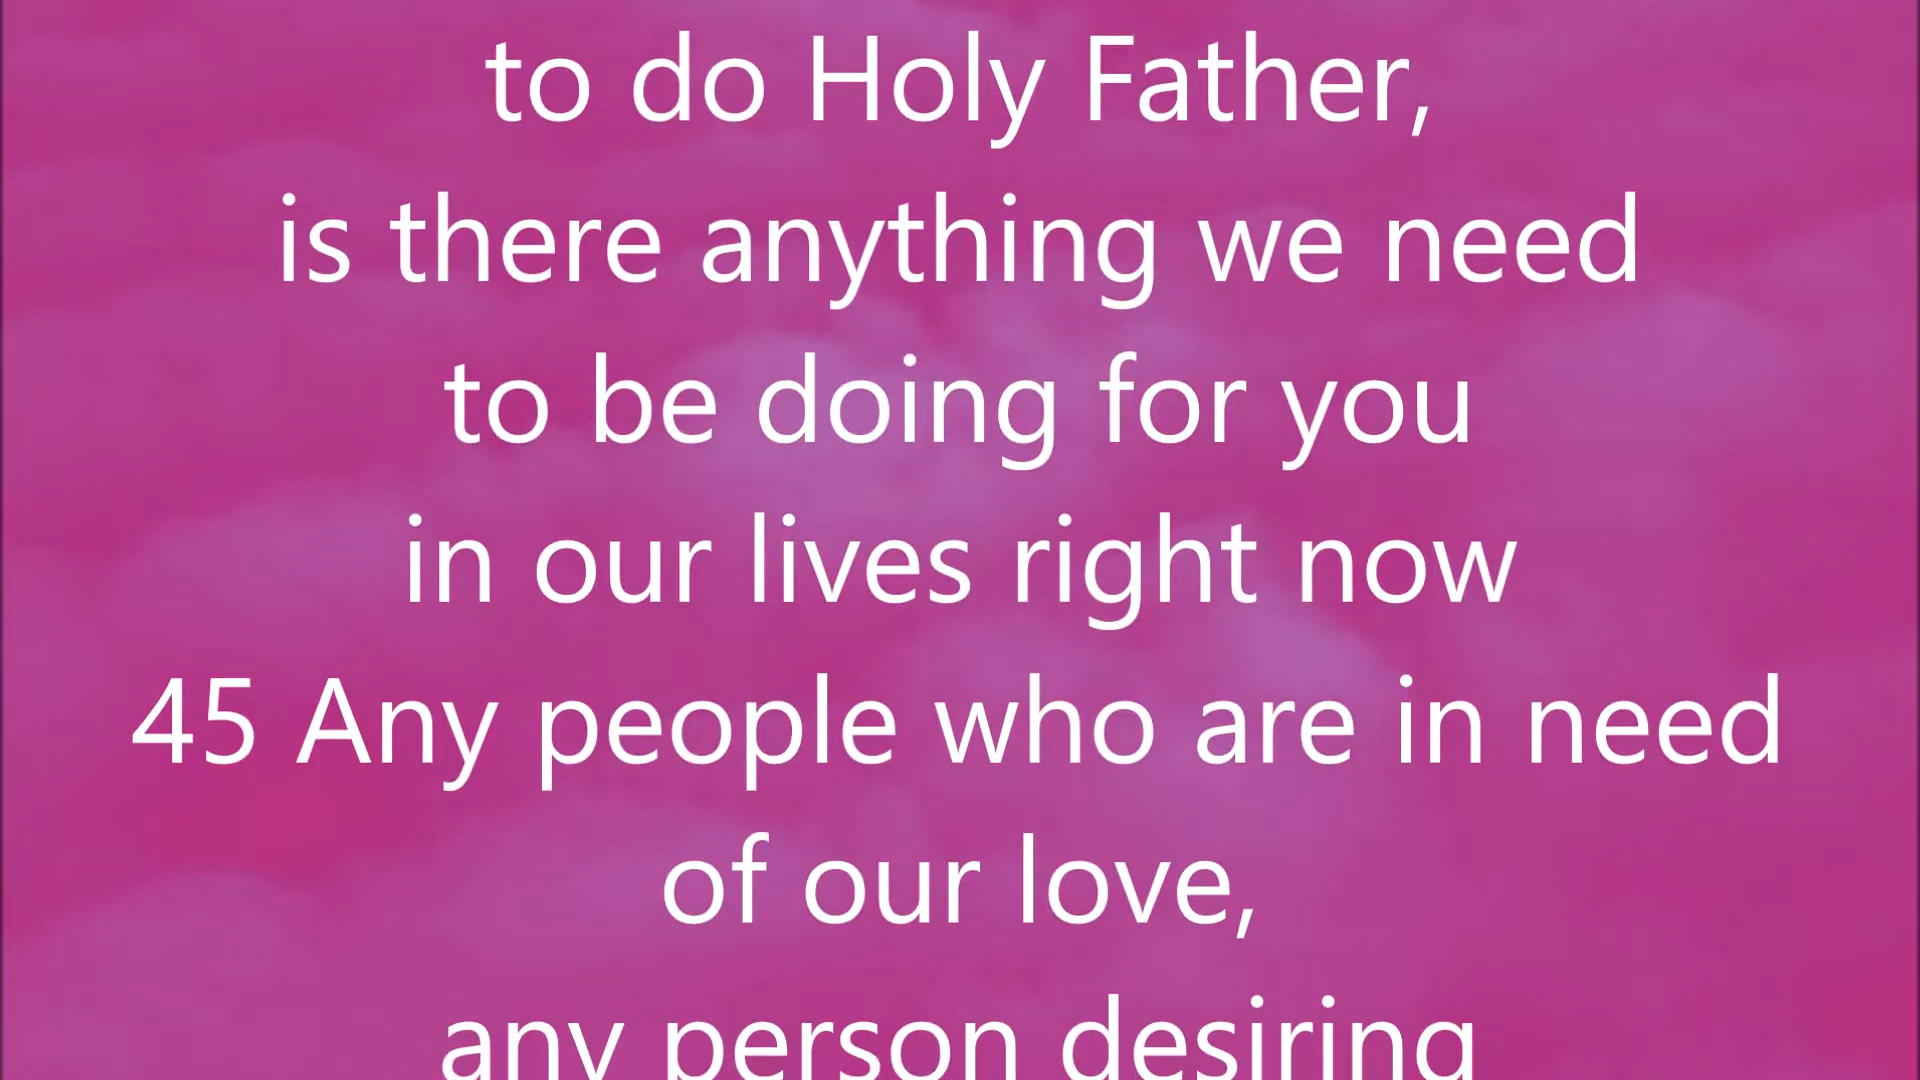 to do Holy Father,
is there anything we need
to be doing for you
in our lives right now
45 Any people who are in need
of our love,
any person desiring